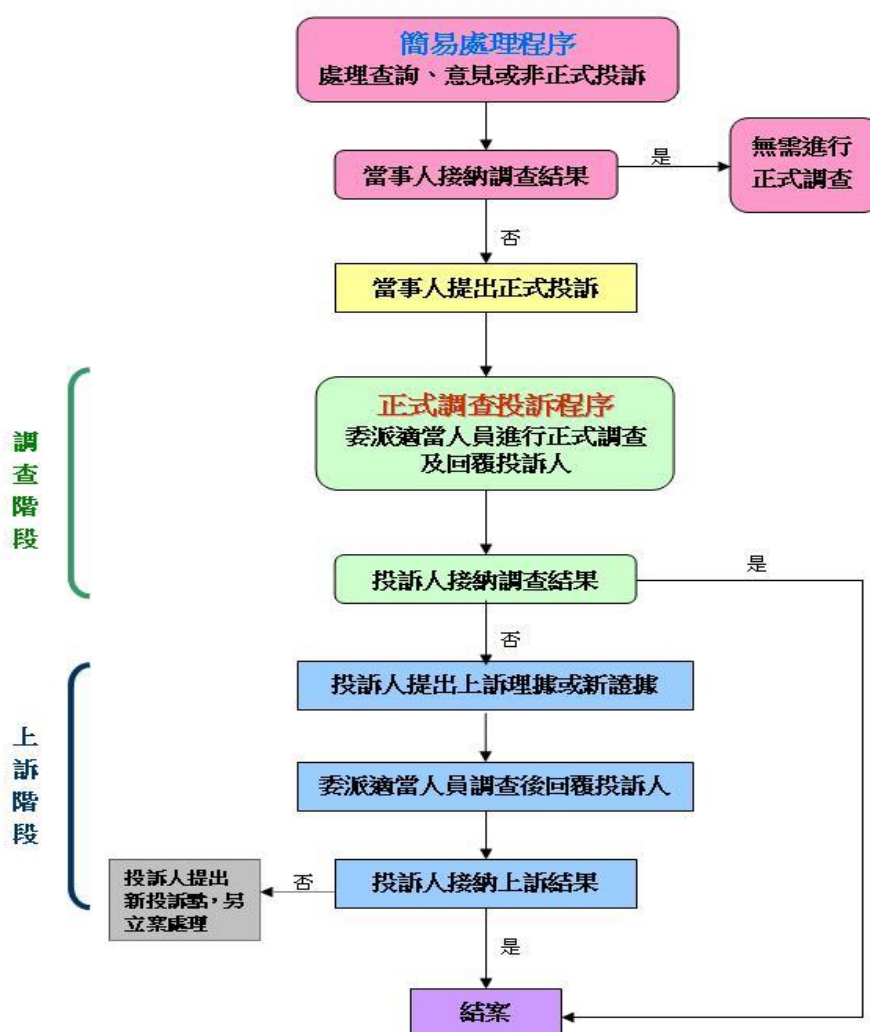 簡易處理程序
處理查詢、意見或非正式投訴
當事人接納調查結果
是
無需進行
正式調查
否
當事人提出正式投訴
調查階段
正式調查投訴程序
委派適當人員進行正式調查
及回覆投訴人
投訴人接納調查結果
是
否
上訴階段
投訴人提出上訴理據或新證據
委派適當人員調查後回覆投訴人
投訴人接納上訴結果
否
投訴人提出
新投訴點，另
立案處理
是
結案